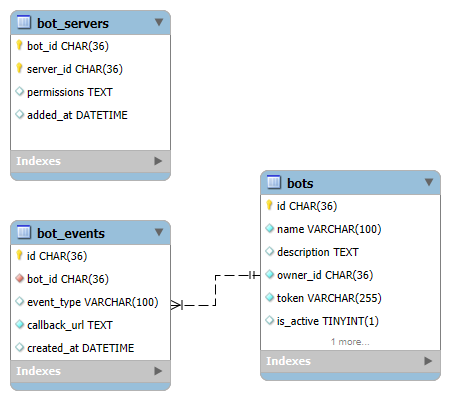 bot_servers
bot_id CHAR(36)
server_id CHAR(36)
permissions TEXT
added_at DATETIME
Indexes
bot_events
id CHAR(36)
bot_id CHAR(36)
event_type VARCHAR(100)
callback_url TEXT
created_at DATETIME
Indexes
bots
id CHAR(36)
name VARCHAR(100)
description TEXT
owner_id CHAR(36)
token VARCHAR(255)
is_active TINYINT(1)
1 more...
Indexes